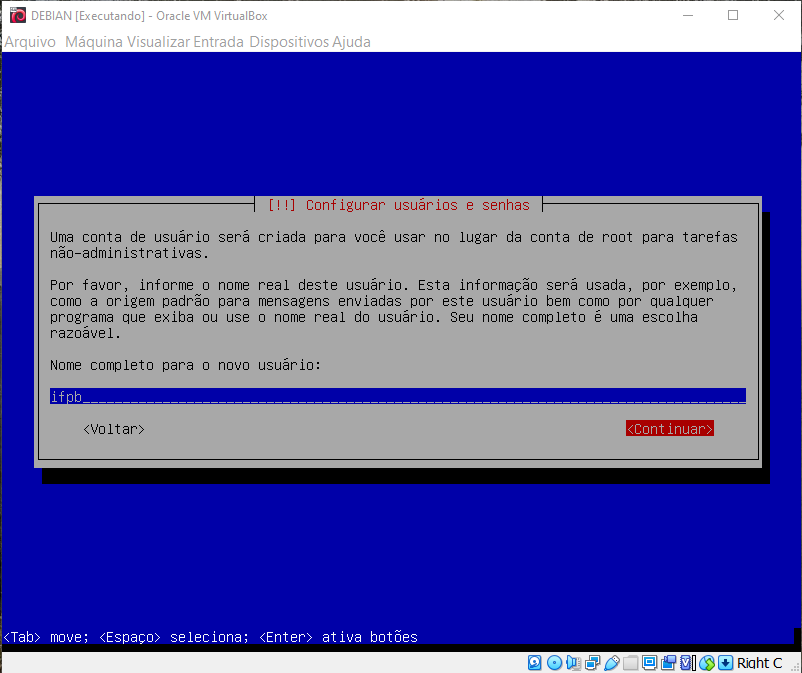 DEBIAN [Executando] - Oracle VM VirtualBox
Arquivo Máquina Visualizar Entrada Dispositivos Ajuda
[!!] Configurar usuários e senhas
Uma conta de usuário será criada para você usar no lugar da conta de root para tarefas
não-administrativas.
Por favor, informe o nome real deste usuário. Esta informação será usada, por exemplo,
como a origem padrão para mensagens enviadas por este usuário bem como por qualquer
programa que exiba ou use o nome real do usuário. Seu nome completo é uma escolha
razoável.
Nome completo para o novo usuário:
ifpb
<Voltar> <Continuar>
<Tab> move; <Espaço> seleciona; <Enter> ativa botões
Right C